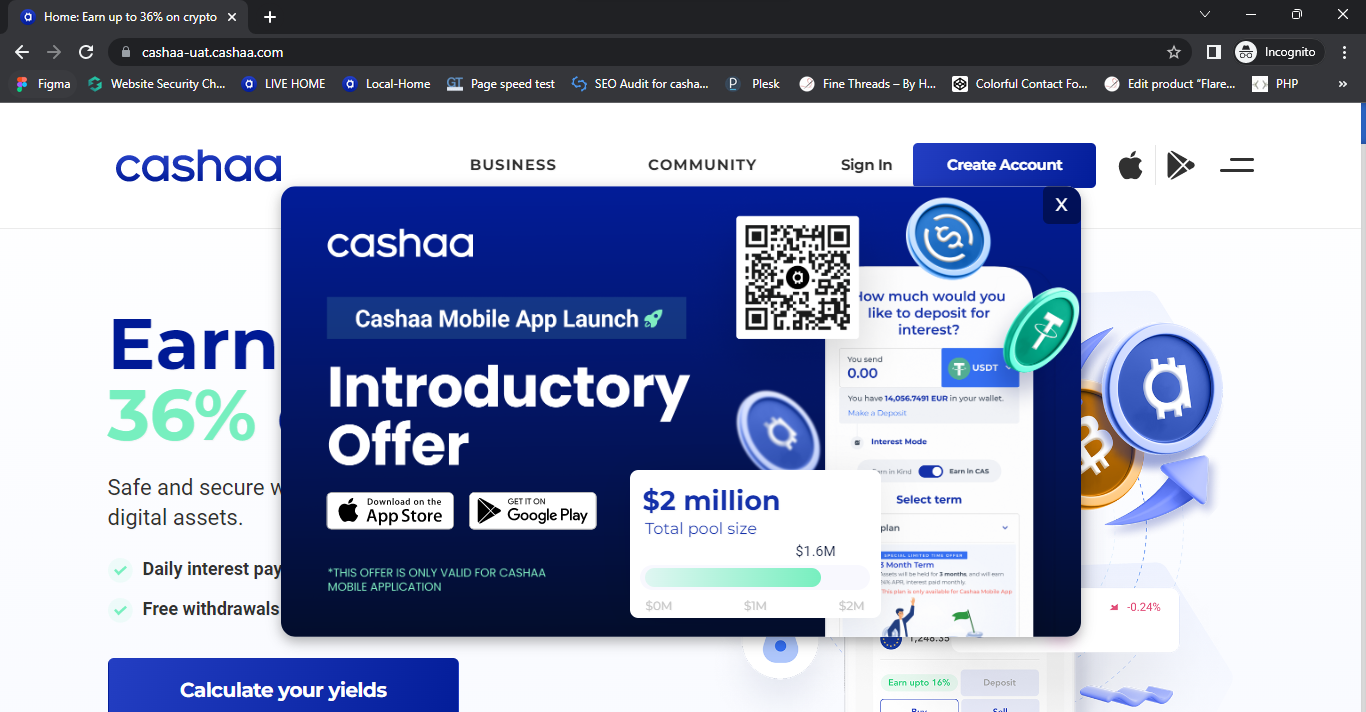 Home: Earn up to 36% on crypto
cashaa-uat.cashaa.com
Incognito
Figma
Website Security Ch...
LIVE HOME
Local-Home
GT
Page speed test
SEO Audit for casha...
P
Plesk
Fine Threads – By H...
Colorful Contact Fo...
Edit product “Flare...
PHP
»
cashaa
BUSINESS
COMMUNITY
Sign In
Create Account
X
cashaa
Cashaa Mobile App Launch
Introductory
Offer
Download on the
App Store
GET IT ON
Google Play
*THIS OFFER IS ONLY VALID FOR CASHAA
MOBILE APPLICATION
How much would you
like to deposit for
interest?
You send
0.00
USDT
You have 14,056.7491 EUR in your wallet.
Make a Deposit
Interest Mode
Earn in Kind
Earn in CAS
Select term
plan
SPECIAL LIMITED TIME OFFER
3 Month Term
Assets will be held for 3 months, and will earn
APR, interest paid monthly.
This plan is only available for Cashaa Mobile App
$2 million
Total pool size
$1.6M
$0M
$1M
$2M
Earn
36%
Safe and secure
digital assets.
Daily interest pay
Free withdrawals
Calculate your yields
-0.24%
1,248.35
Earn upto 16%
Deposit
Buy
Sell